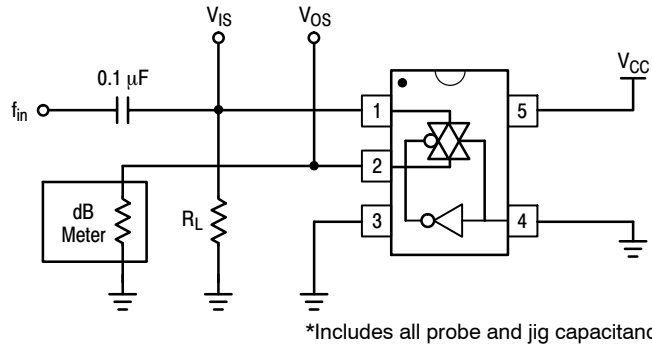 V_IS V_OS
0.1 µF
V_CC
f_in
1
5
2
dB
Meter
R_L
3
4
*Includes all probe and jig capacitanc